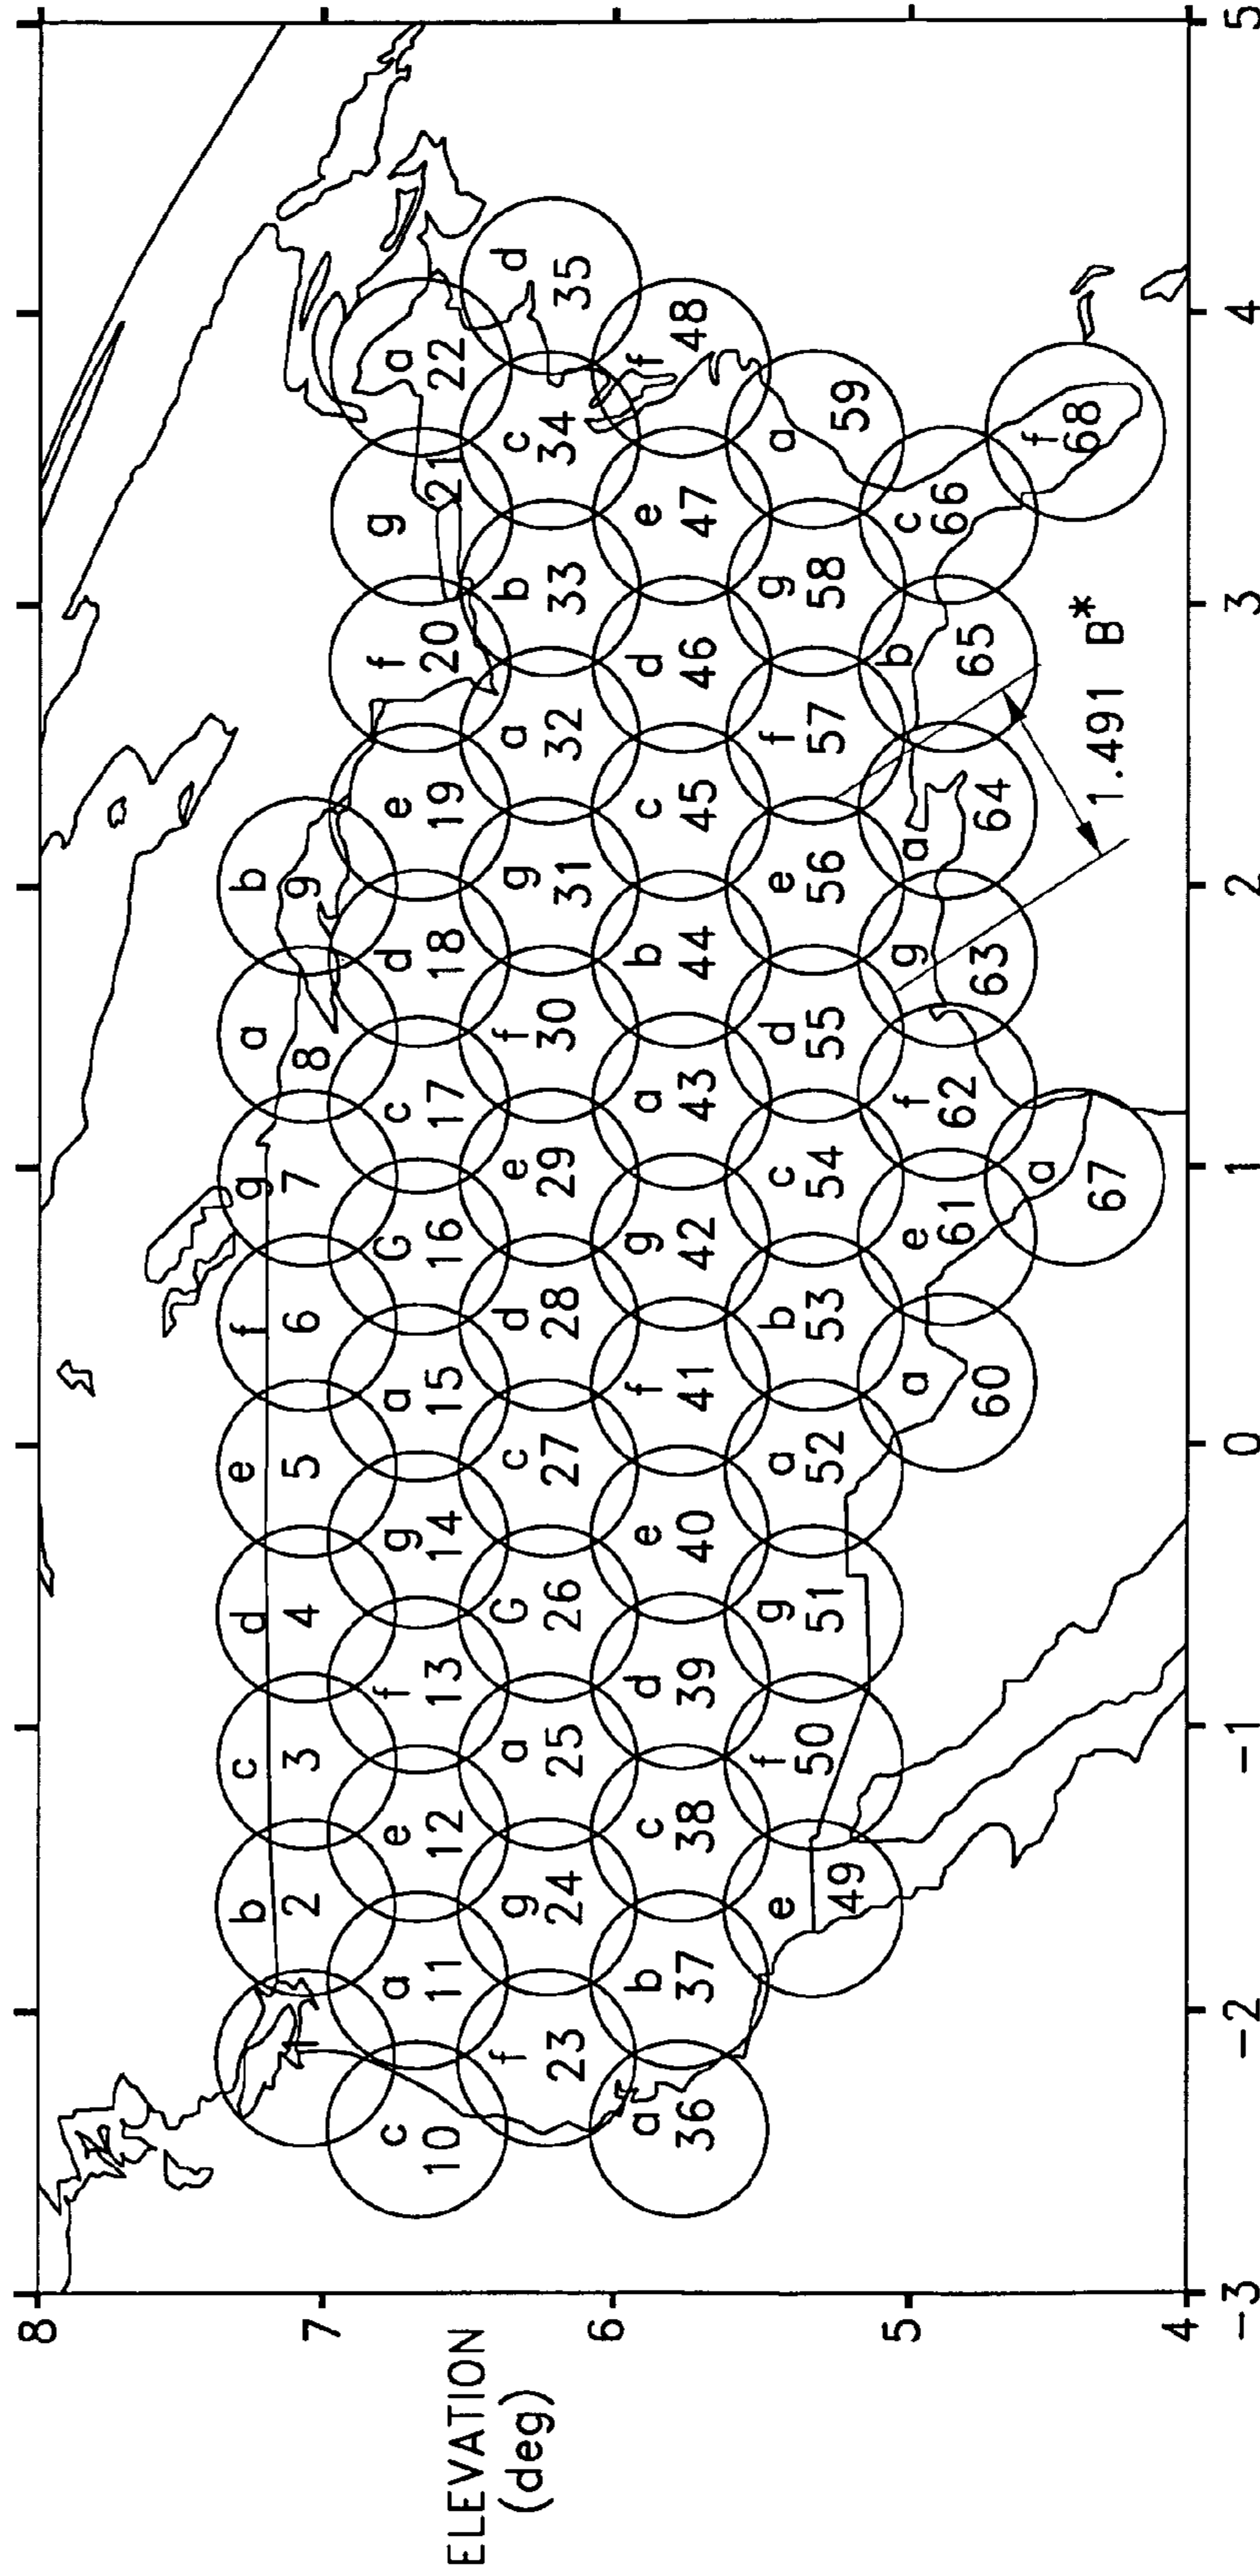 8
b c d e f g a b
7
2 3 4 5 6 7 8 9
c a e f g a G c d e f g a
10 11 12 13 14 15 16 17 18 19 20 21 22
ELEVATION
(deg)
f g a G c d e f g a b c d
23 24 25 26 27 28 29 30 31 32 33 34 35
6
a b c d e f g a b c d e f
36 37 38 39 40 41 42 43 44 45 46 47 48
e f g a b c d e f g a
49 50 51 52 53 54 55 56 57 58 59
5
a e f g a b c
60 61 62 63 64 65 66
a f
67 68
1.491 B*
4
−3 −2 −1 0 1 2 3 4 5